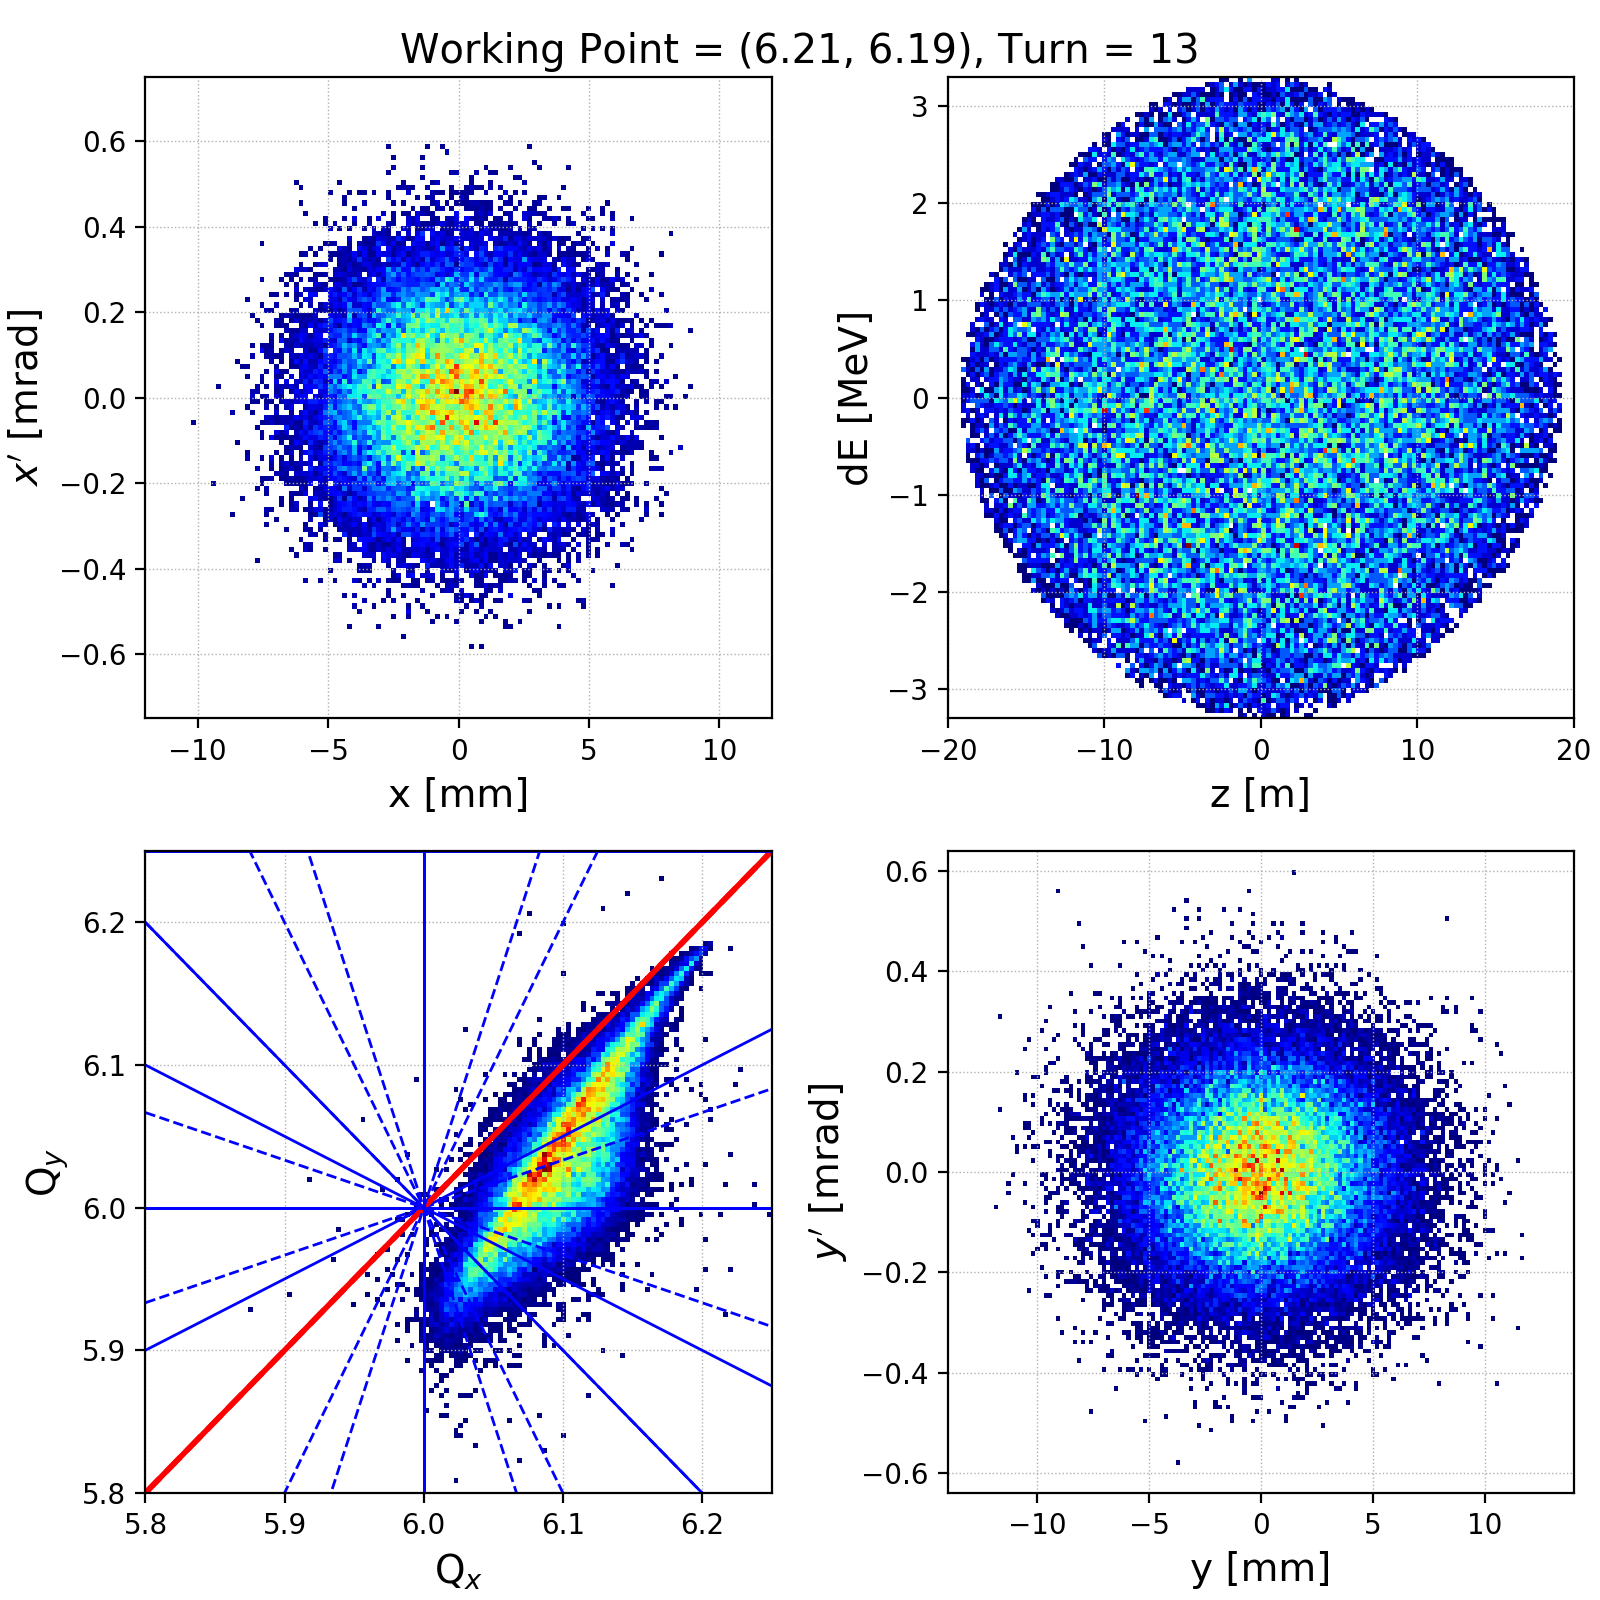 Working Point = (6.21, 6.19), Turn = 13
0.6
0.4
0.2
0.0
−0.2
−0.4
−0.6
x′ [mrad]
−10 −5 0 5 10
x [mm]
3
2
1
0
−1
−2
−3
dE [MeV]
−20 −10 0 10 20
z [m]
6.2
6.1
6.0
5.9
5.8
Qy
5.8 5.9 6.0 6.1 6.2
Qx
0.6
0.4
0.2
0.0
−0.2
−0.4
−0.6
y′ [mrad]
−10 −5 0 5 10
y [mm]